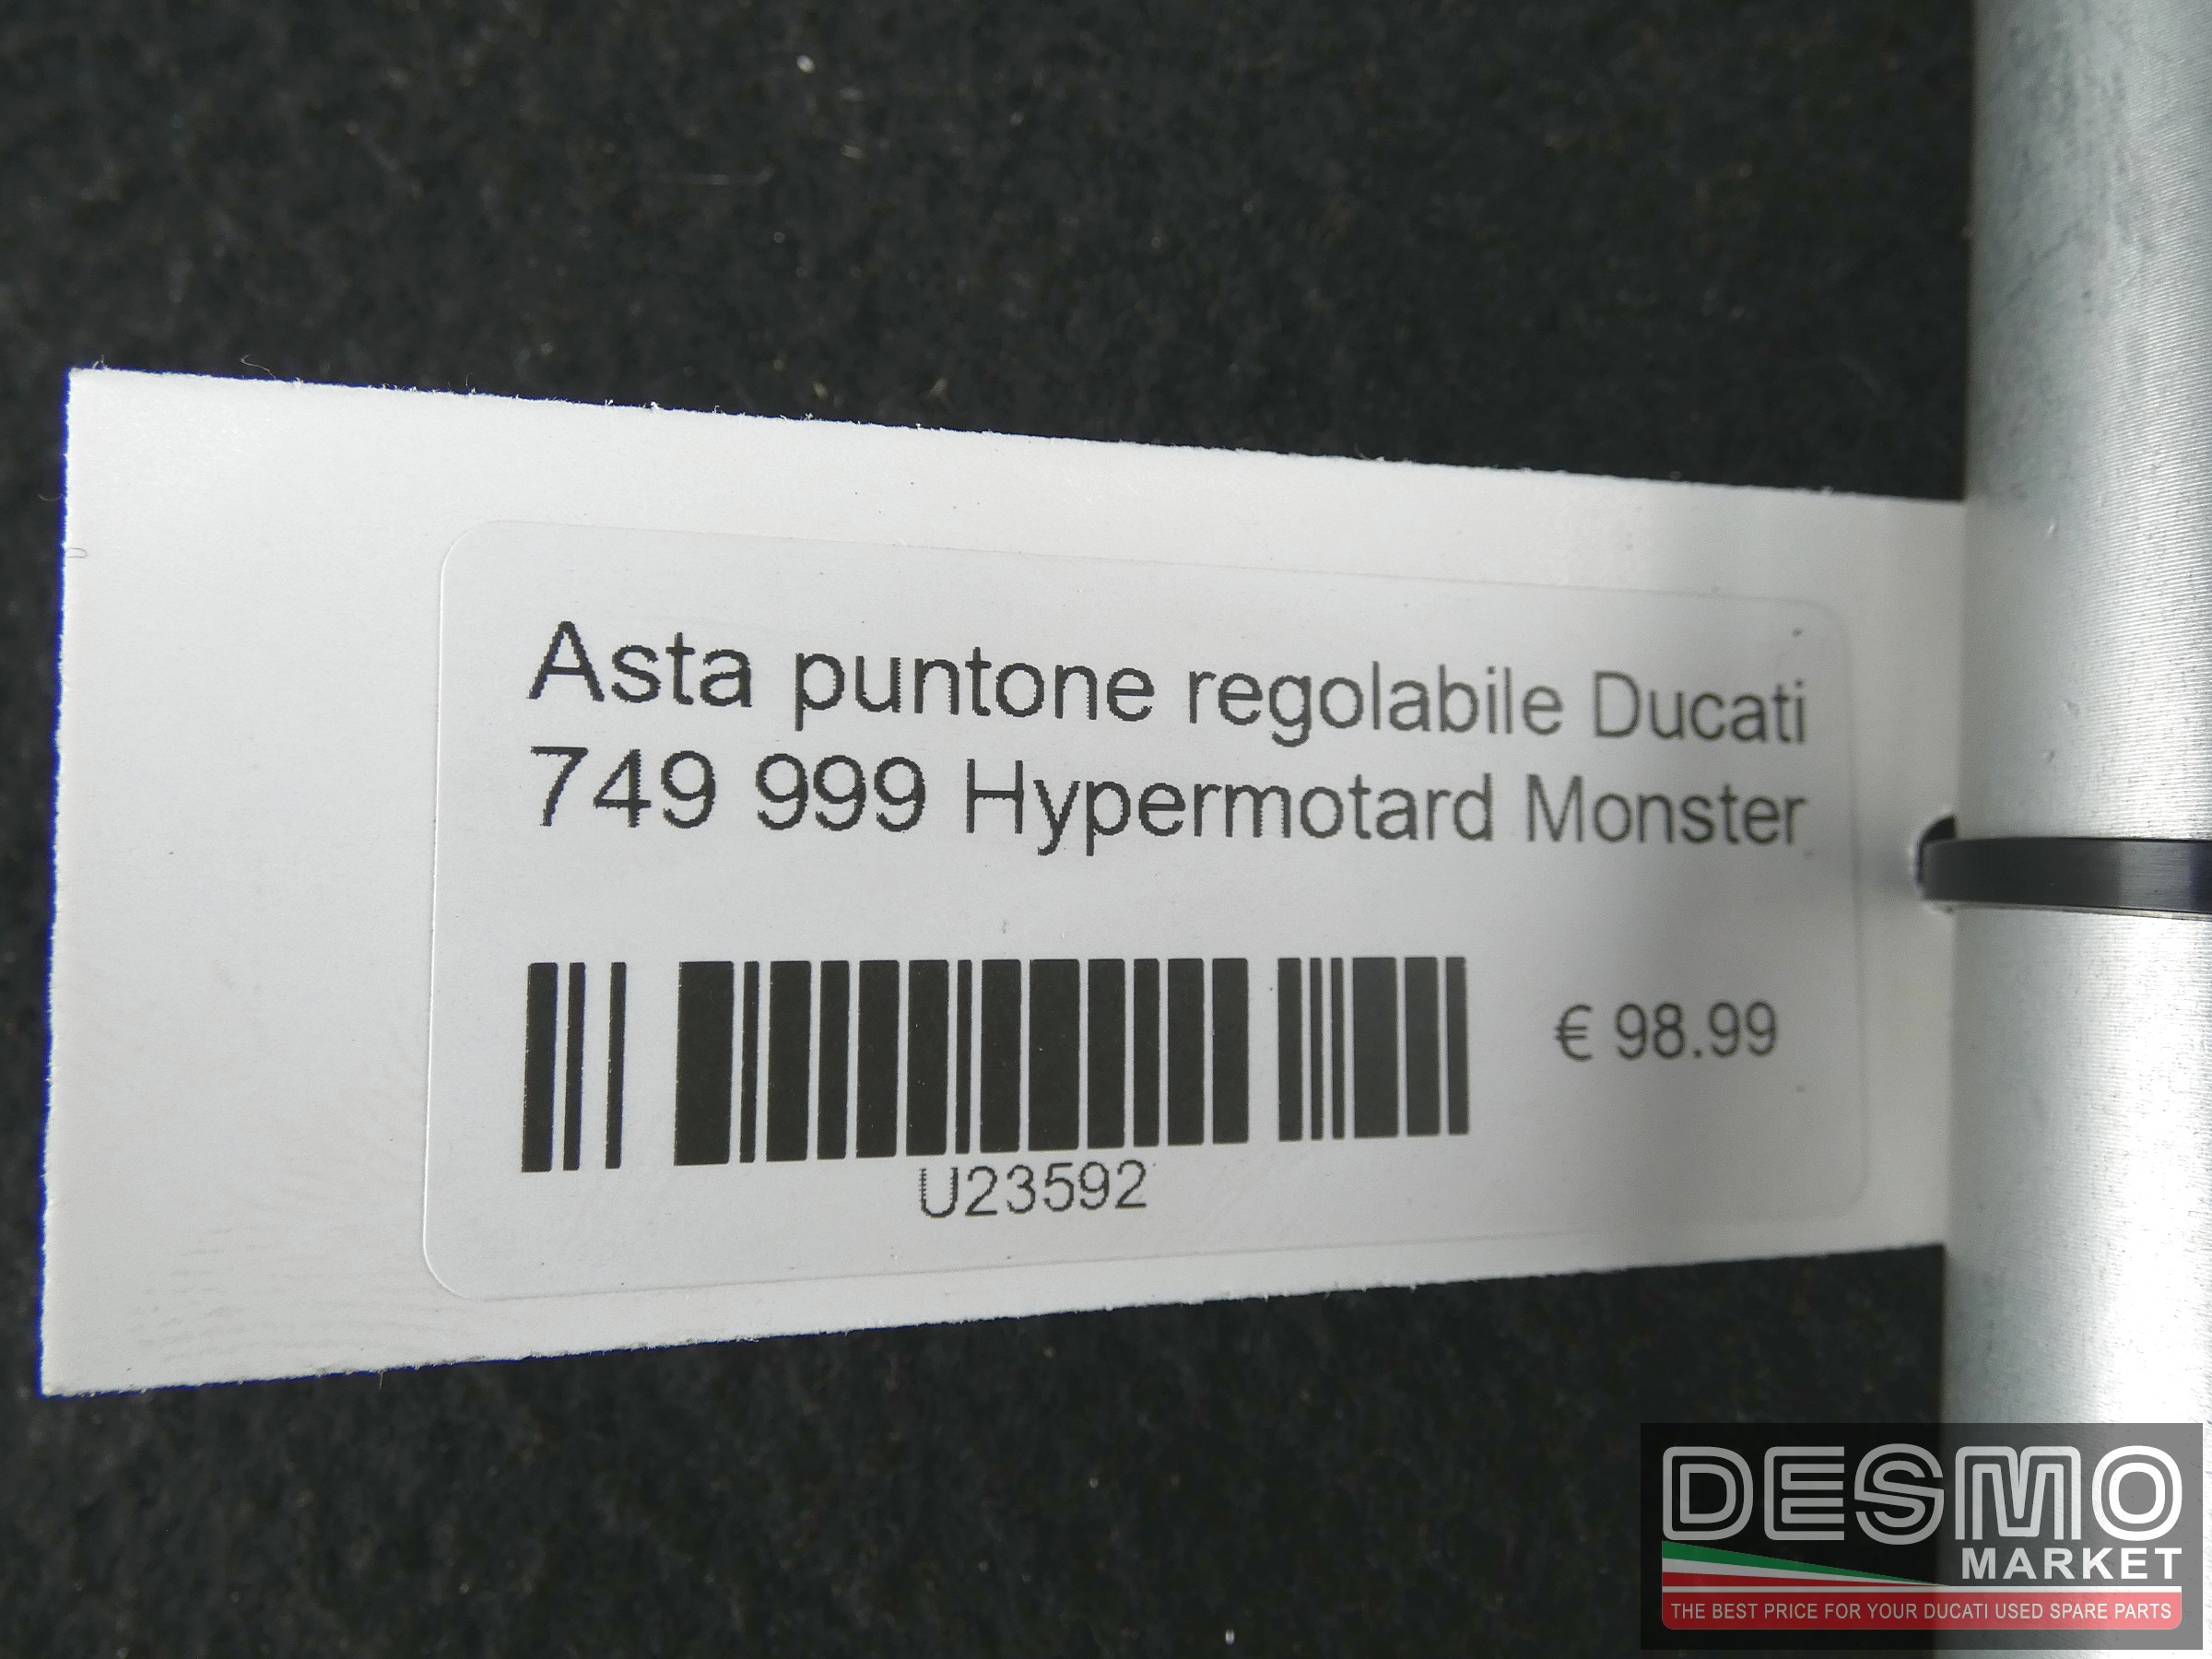 Asta puntone regolabile Ducati
749 999 Hypermotard Monster
€ 98.99
U23592
DESMO
MARKET
THE BEST PRICE FOR YOUR DUCATI USED SPARE PARTS